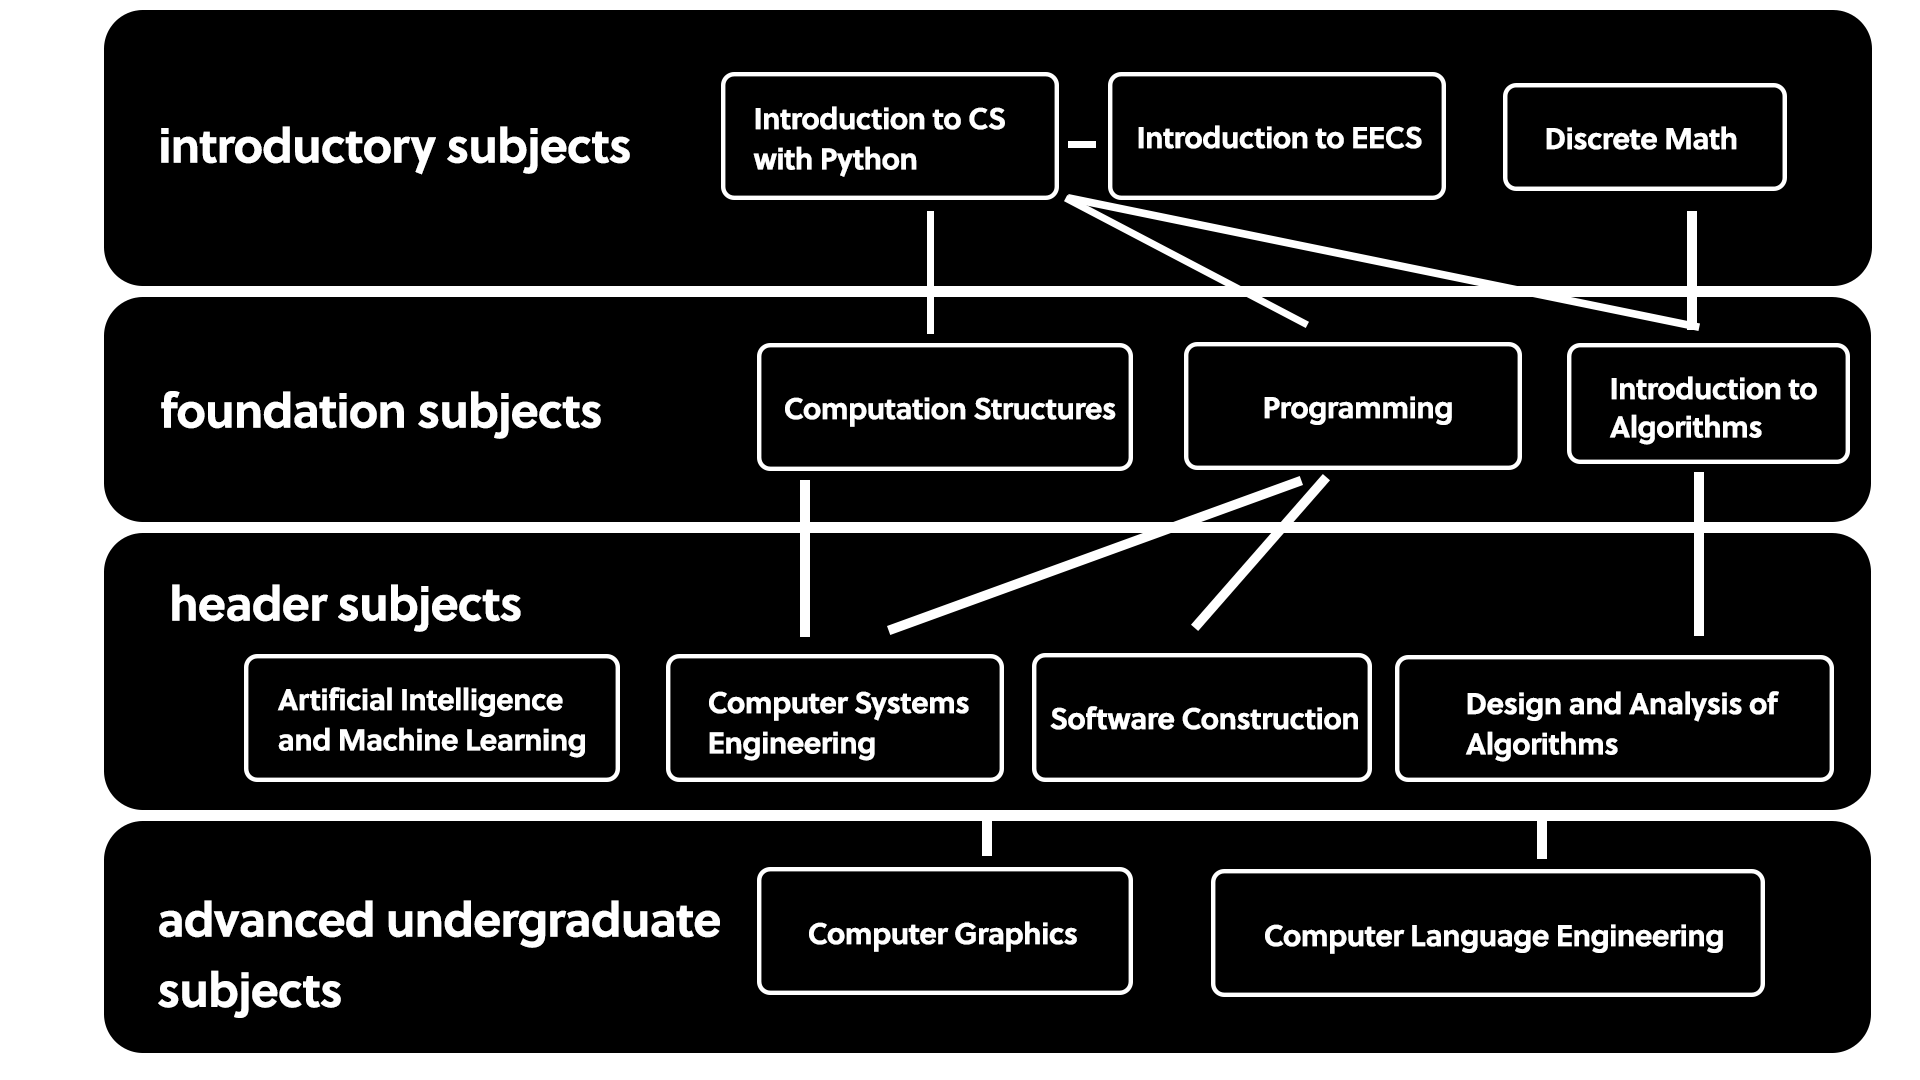 introductory subjects
Introduction to CS
with Python
Introduction to EECS
Discrete Math
foundation subjects
Computation Structures
Programming
Introduction to
Algorithms
header subjects
Artificial Intelligence
and Machine Learning
Computer Systems
Engineering
Software Construction
Design and Analysis of
Algorithms
advanced undergraduate
subjects
Computer Graphics
Computer Language Engineering